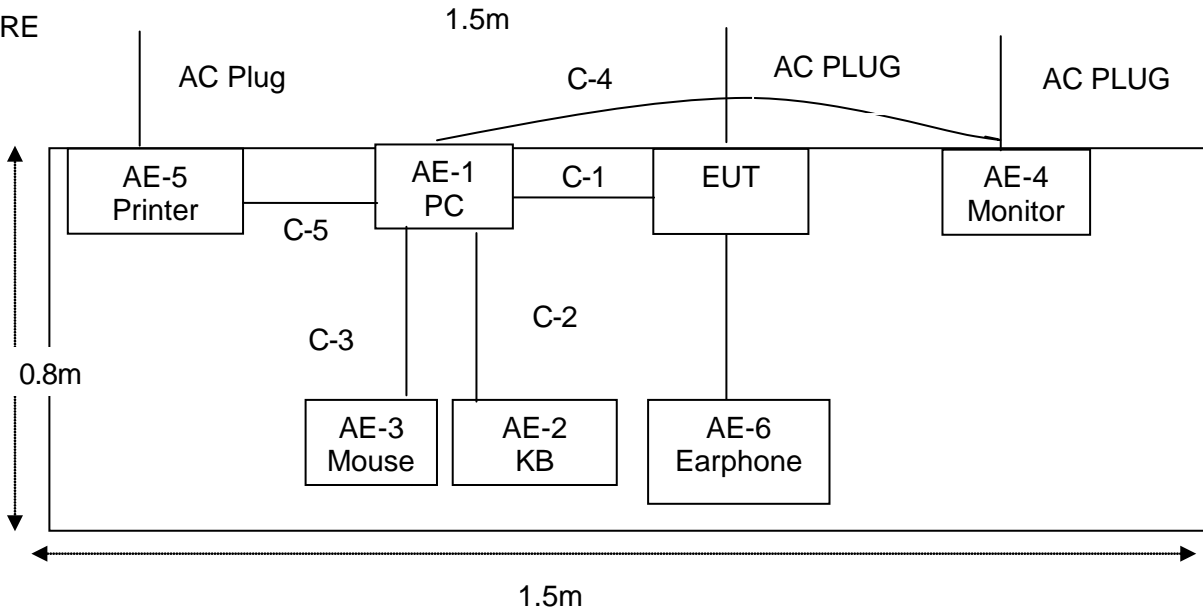 RE
1.5m
AC Plug
C-4
AC PLUG
AC PLUG
AE-5
Printer
AE-1
PC
C-1
EUT
AE-4
Monitor
C-5
C-3
C-2
0.8m
AE-3
Mouse
AE-2
KB
AE-6
Earphone
1.5m